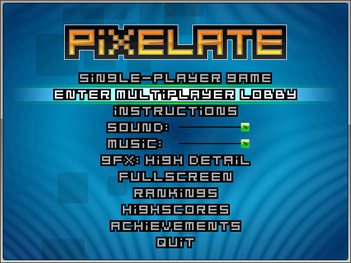 PiXELATE
SiNGLE-PLAYER GAME
ENTER MULTiPLAYER LOBBY
iNSTRUCTiONS
SOUND:
MUSiC:
GFX: HiGH DETAiL
FULLSCREEN
RANKiNGS
HiGHSCORES
ACHiEVEMENTS
QUiT